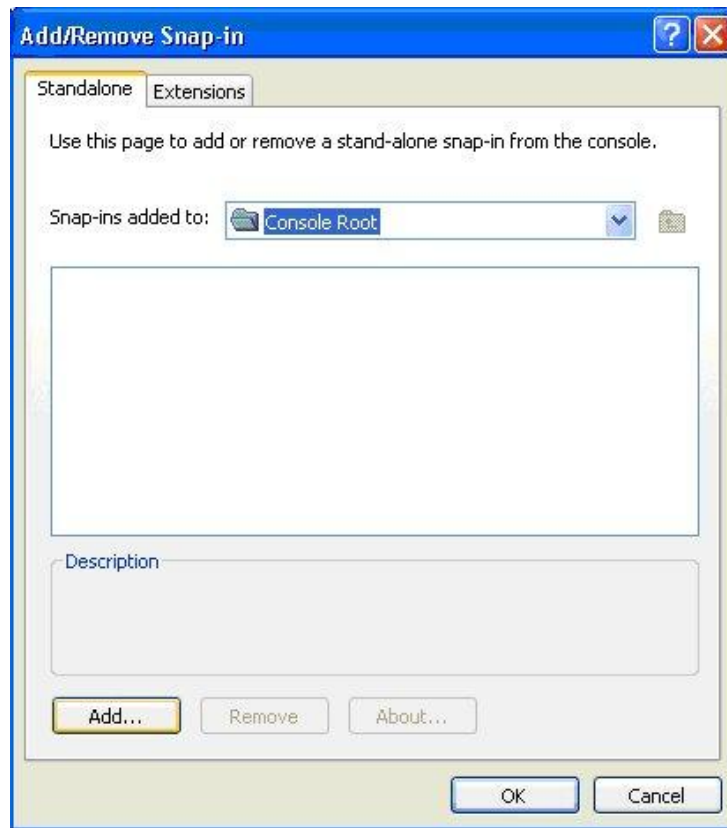 Add/Remove Snap-in
Standalone
Extensions
Use this page to add or remove a stand-alone snap-in from the console.
Snap-ins added to:
Console Root
Description
Add...
Remove
About...
OK
Cancel